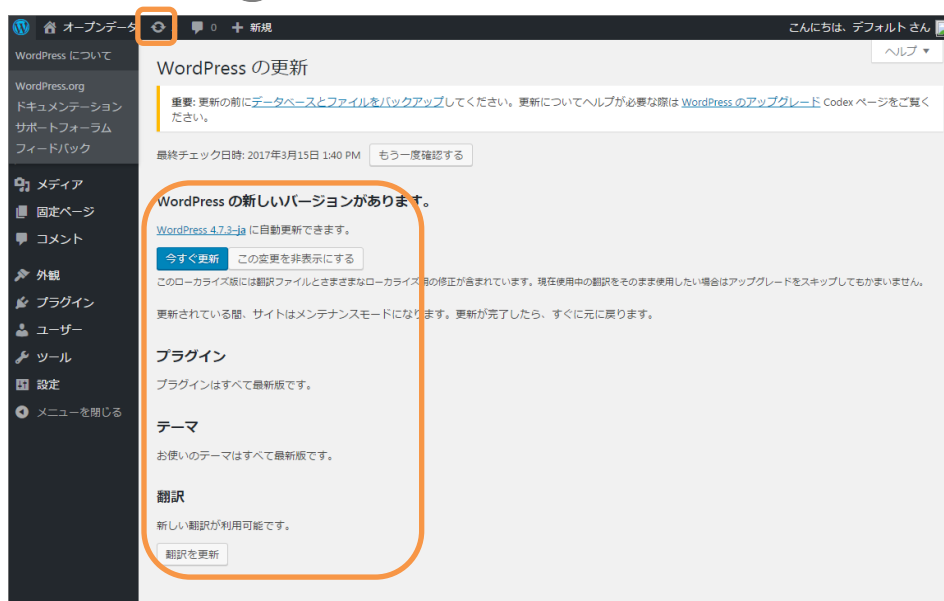 オープンデータ 0 新規 こんにちは、デフォルト さん
WordPress について
ヘルプ
WordPress.org
ドキュメンテーション
サポートフォーラム
フィードバック
メディア
固定ページ
コメント
外観
プラグイン
ユーザー
ツール
設定
メニューを閉じる
WordPress の更新
重要: 更新の前にデータベースとファイルをバックアップしてください。更新についてヘルプが必要な際は WordPress のアップグレード Codex ページをご覧く
ださい。
最終チェック日時: 2017年3月15日 1:40 PM もう一度確認する
WordPress の新しいバージョンがあります。
WordPress 4.7.3–ja に自動更新できます。
今すぐ更新 この変更を非表示にする
このローカライズ版には翻訳ファイルとさまざまなローカライズ用の修正が含まれています。現在使用中の翻訳をそのまま使用したい場合はアップグレードをスキップしてもかまいません。
更新されている間、サイトはメンテナンスモードになります。更新が完了したら、すぐに元に戻ります。
プラグイン
プラグインはすべて最新版です。
テーマ
お使いのテーマはすべて最新版です。
翻訳
新しい翻訳が利用可能です。
翻訳を更新